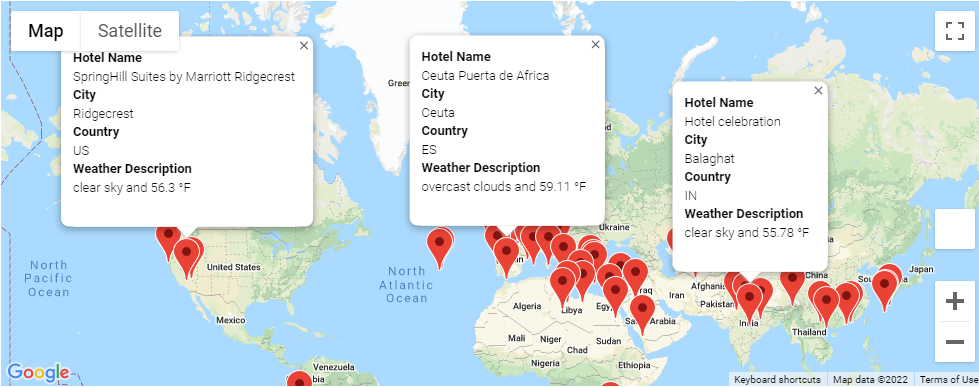 Map
Satellite
Hotel Name
SpringHill Suites by Marriott Ridgecrest
City
Ridgecrest
Country
US
Weather Description
clear sky and 56.3 °F
Hotel Name
Ceuta Puerta de Africa
City
Ceuta
Country
ES
Weather Description
overcast clouds and 59.11 °F
Hotel Name
Hotel celebration
City
Balaghat
Country
IN
Weather Description
clear sky and 55.78 °F
Ukraine
North
Pacific
Ocean
United States
North
Atlantic
Ocean
Mexico
Venezuela
Colombia
Algeria
Libya
Mali
Niger
Chad
Sudan
Ethiopia
Saudi Arabia
Afghanistan
Pakistan
India
China
Thailand
Japan
Google
Keyboard shortcuts
Map data ©2022
Terms of Use